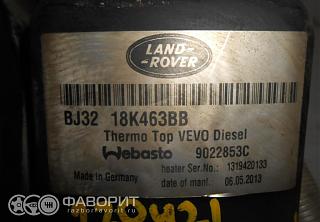 LAND-
ROVER
BJ32 18K463BB
Thermo Top VEVO Diesel
Webasto 9022853C
Made in Germany
heater Ser.No.: 1319420133
Date of Manuf.: 06.05.2013
ФАВОРИТ
razborfavorit.ru